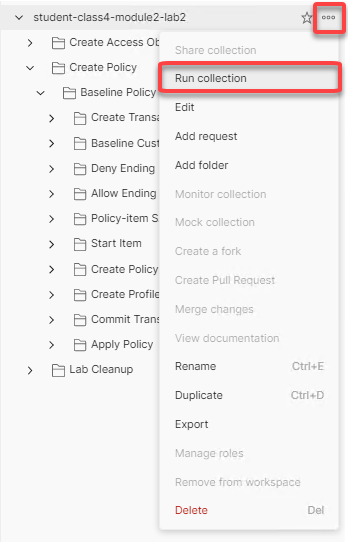 student-class4-module2-lab2
Create Access Ob
Create Policy
Baseline Policy
Create Transa
Baseline Cust
Deny Ending
Allow Ending
Policy-item S
Start Item
Create Policy
Create Profile
Commit Trans
Apply Policy
Lab Cleanup
Share collection
Run collection
Edit
Add request
Add folder
Monitor collection
Mock collection
Create a fork
Create Pull Request
Merge changes
View documentation
Rename Ctrl+E
Duplicate Ctrl+D
Export
Manage roles
Remove from workspace
Delete Del